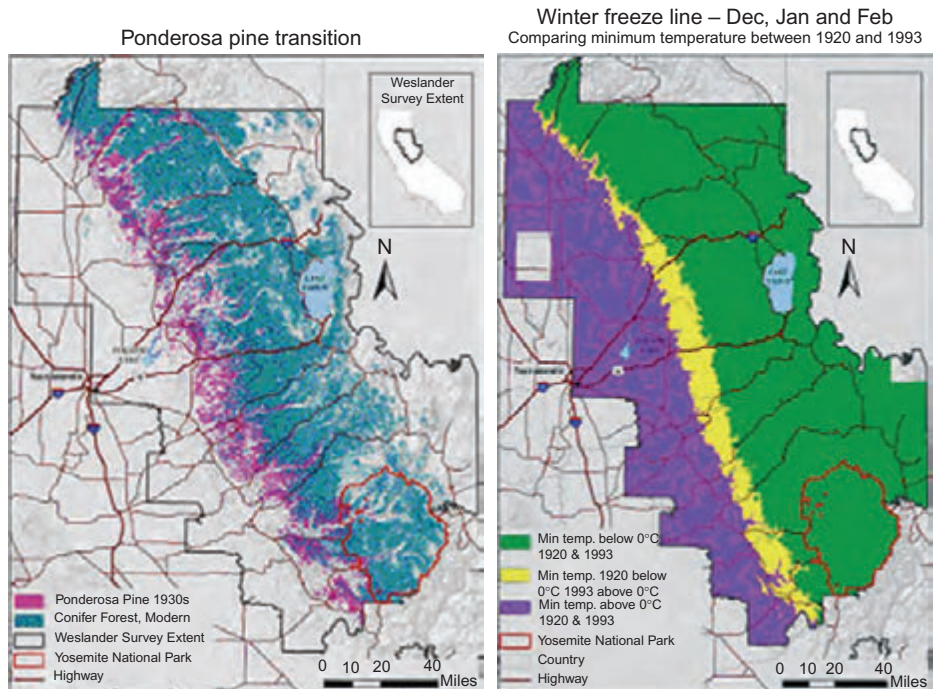 Ponderosa pine transition
Weslander
Survey Extent
N
Ponderosa Pine 1930s
Conifer Forest, Modern
Weslander Survey Extent
Yosemite National Park
Highway
0 10 20 40
Miles
Winter freeze line – Dec, Jan and Feb
Comparing minimum temperature between 1920 and 1993
N
Min temp. below 0°C
1920 & 1993
Min temp. 1920 below
0°C 1993 above 0°C
Min temp. above 0°C
1920 & 1993
Yosemite National Park
Country
Highway
0 10 20 40
Miles